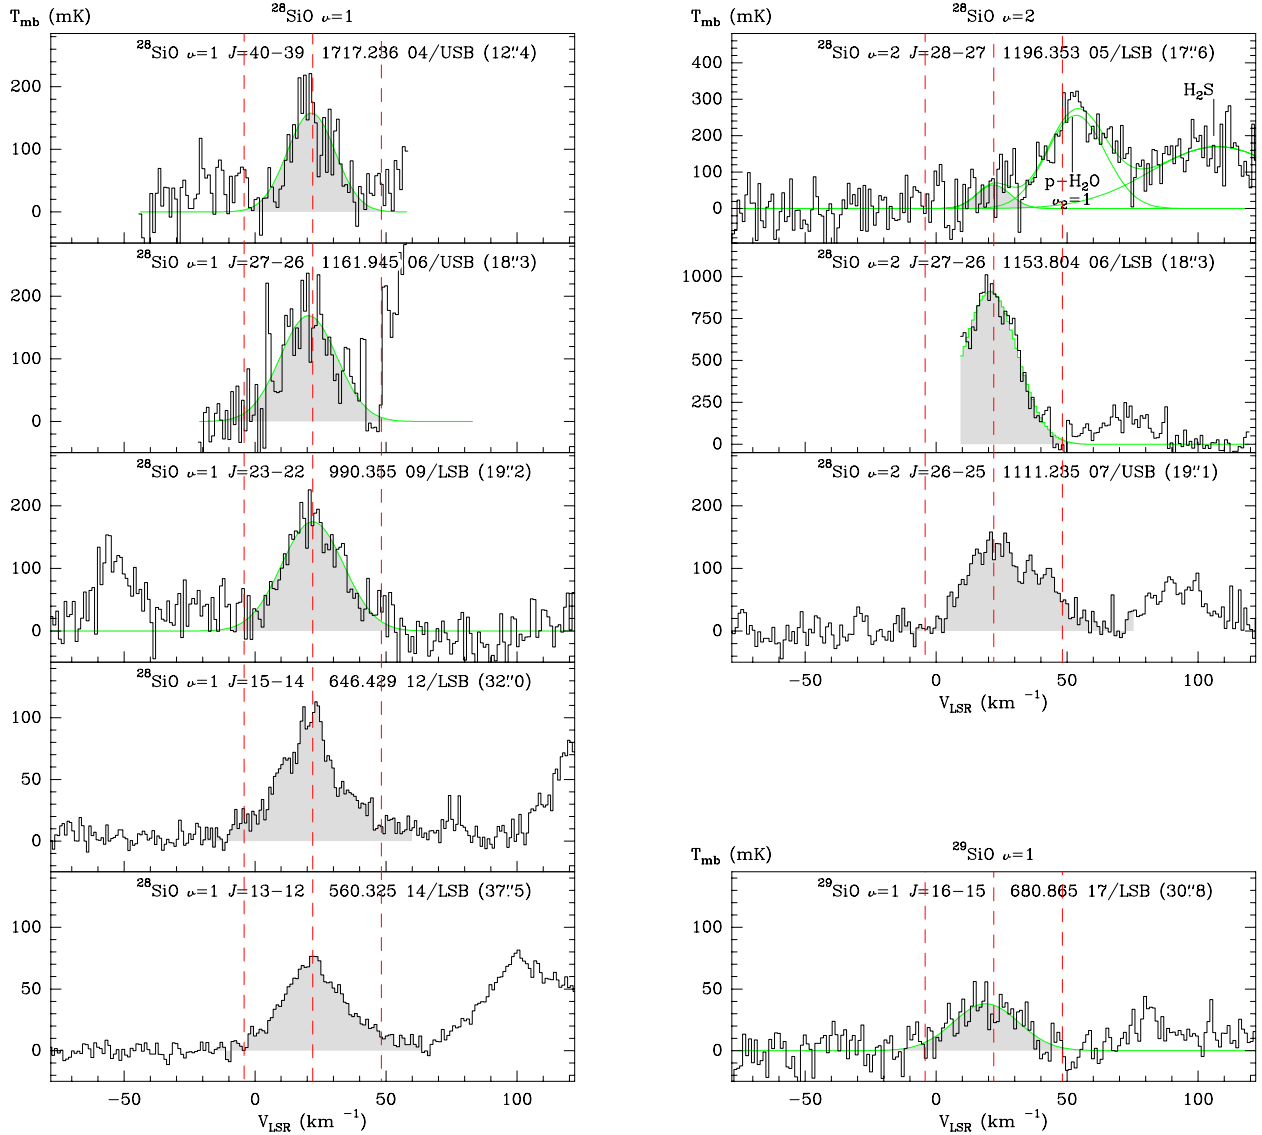 T_mb (mK) ²⁸SiO ν=1
²⁸SiO ν=1 J=40−39 1717.236 04/USB (12″.4)
200
100
0
²⁸SiO ν=1 J=27−26 1161.945 06/USB (18″.3)
200
100
0
²⁸SiO ν=1 J=23−22 990.355 09/LSB (19″.2)
200
100
0
²⁸SiO ν=1 J=15−14 646.429 12/LSB (32″.0)
100
50
0
²⁸SiO ν=1 J=13−12 560.325 14/LSB (37″.5)
100
50
0
−50 0 50 100
V_LSR (km ⁻¹)
T_mb (mK) ²⁸SiO ν=2
²⁸SiO ν=2 J=28−27 1196.353 05/LSB (17″.6)
400
300
200
100
0
H₂S
p−H₂O
ν₂=1
²⁸SiO ν=2 J=27−26 1153.804 06/LSB (18″.3)
1000
750
500
250
0
²⁸SiO ν=2 J=26−25 1111.235 07/USB (19″.1)
200
100
0
−50 0 50 100
V_LSR (km ⁻¹)
T_mb (mK) ²⁹SiO ν=1
²⁹SiO ν=1 J=16−15 680.865 17/LSB (30″.8)
100
50
0
−50 0 50 100
V_LSR (km ⁻¹)